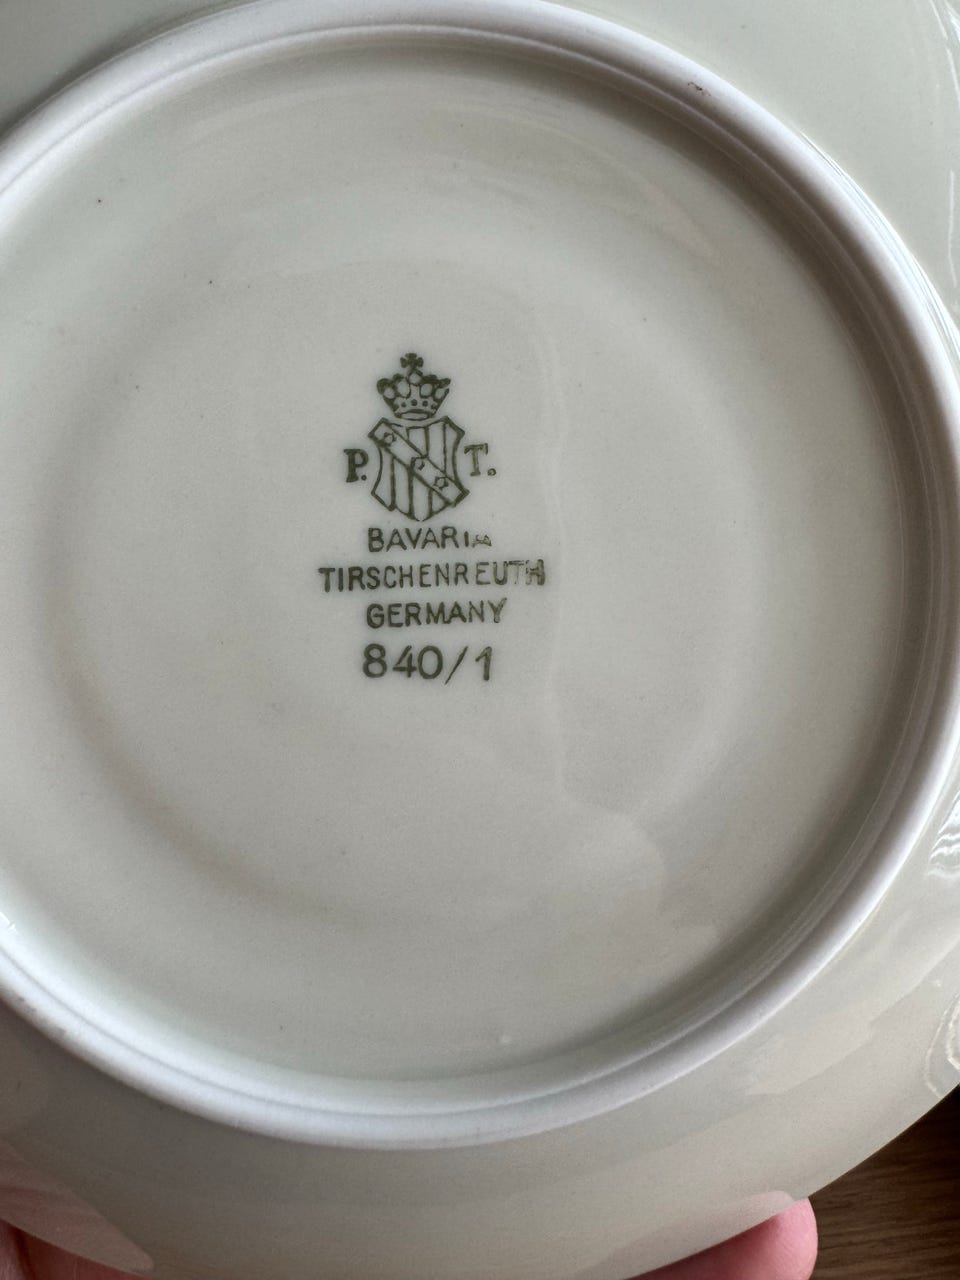 P. T.
BAVARIA
TIRSCHENREUTH
GERMANY
840/1